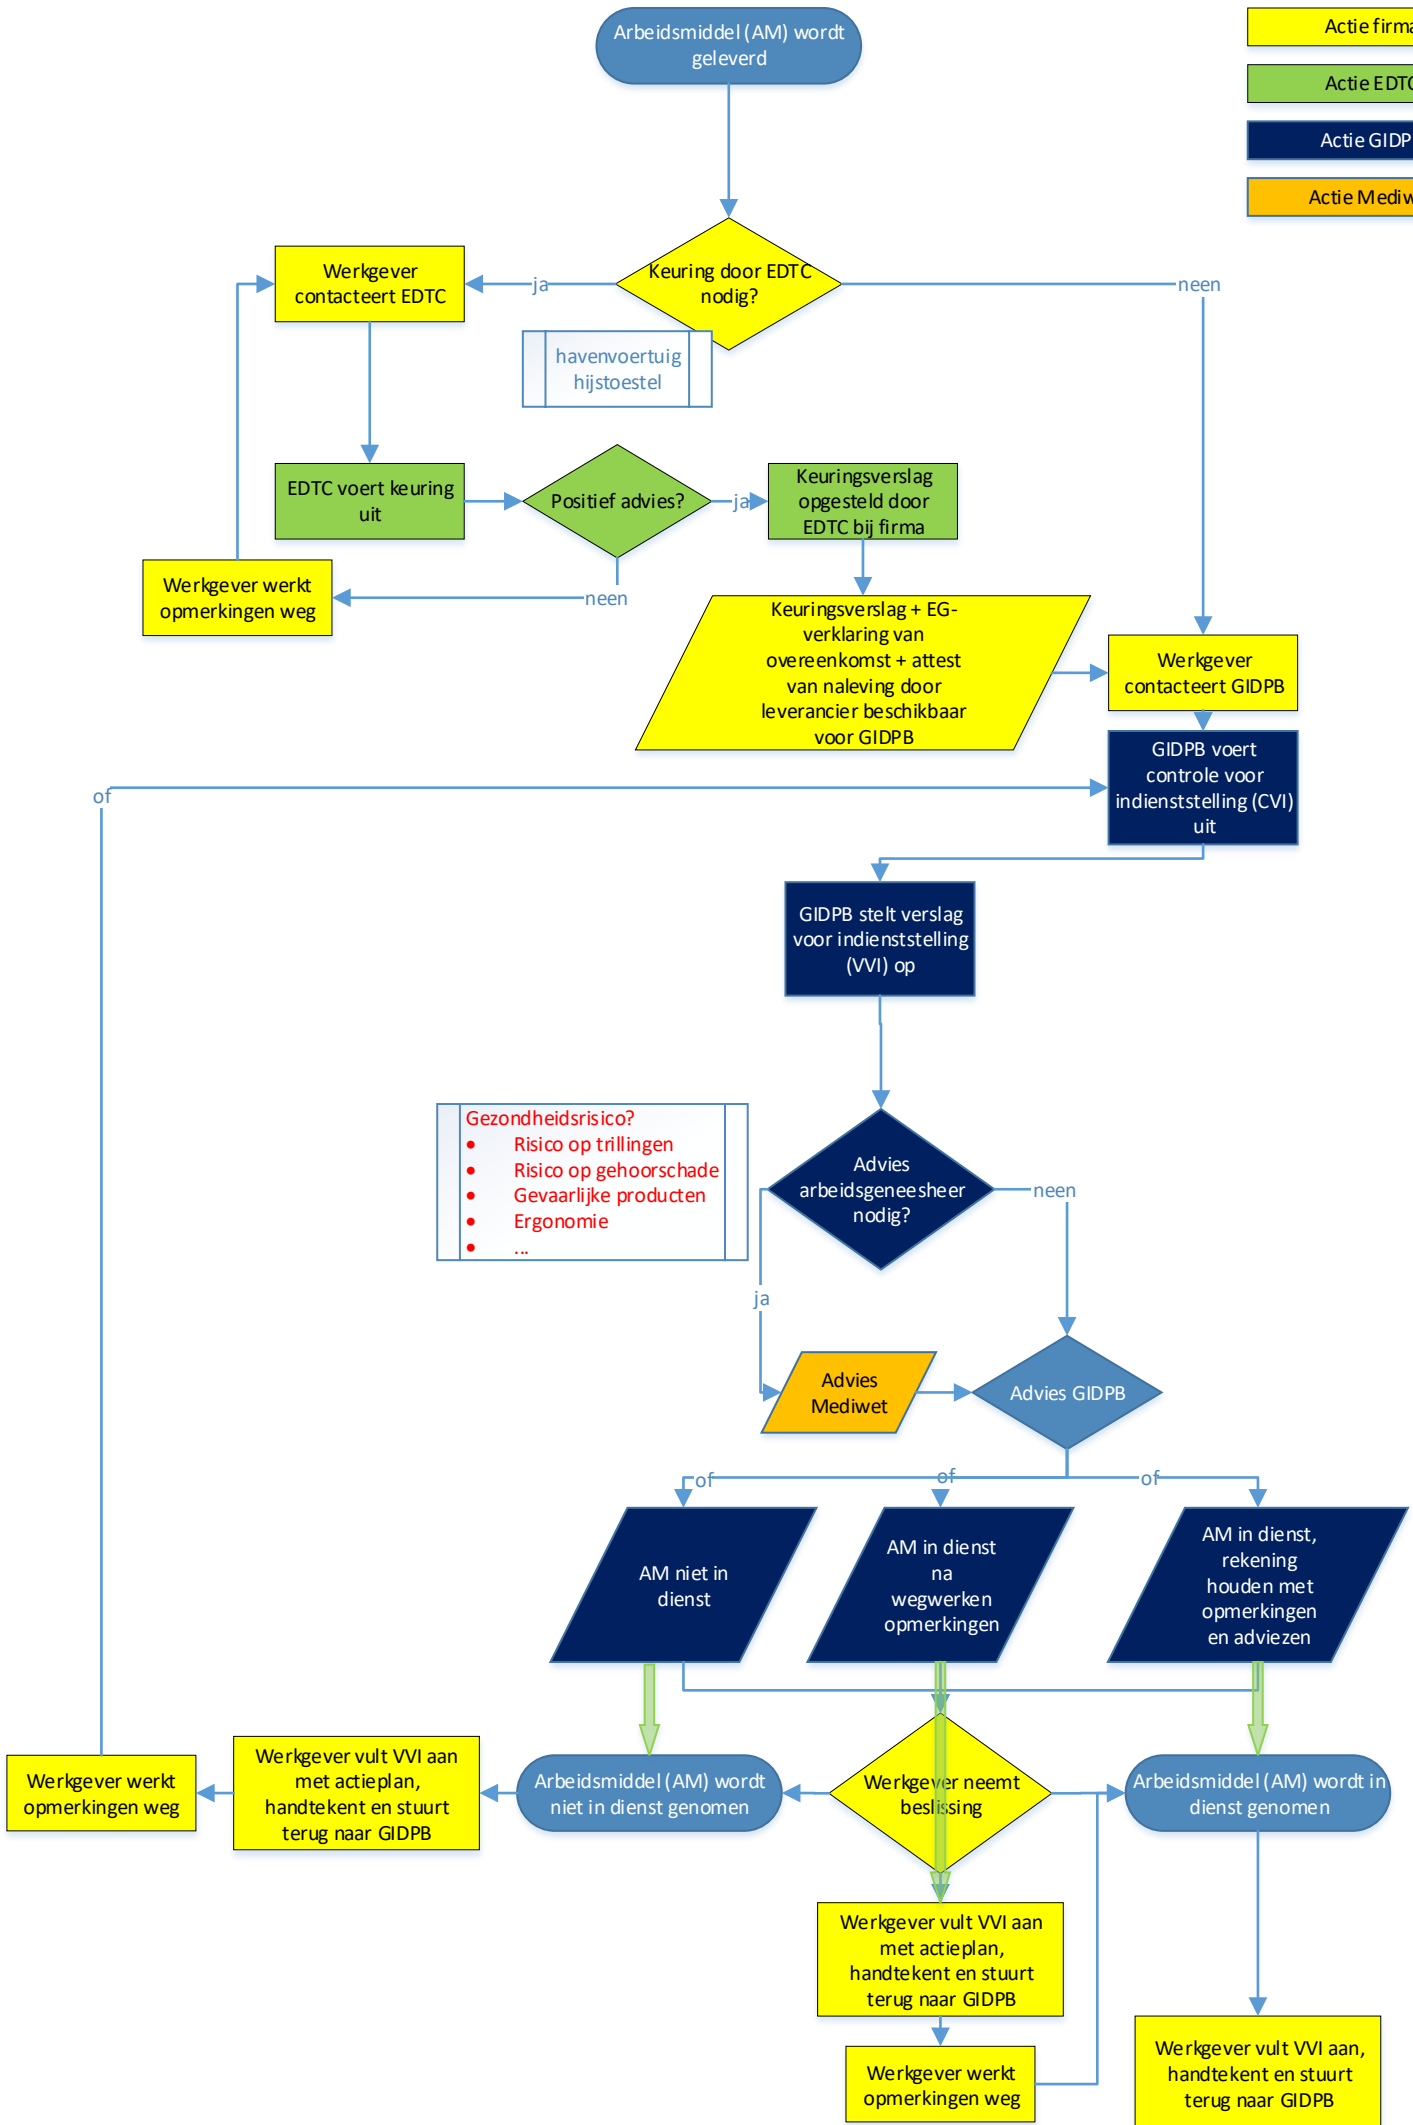 Arbeidsmiddel (AM) wordt
geleverd
Actie firma
Actie EDTC
Actie GIDP
Actie Mediw
Keuring door EDTC
nodig?
ja
neen
Werkgever
contacteert EDTC
havenvoertuig
hijstoestel
EDTC voert keuring
uit
Positief advies?
ja
Keuringsverslag
opgesteld door
EDTC bij firma
neen
Werkgever werkt
opmerkingen weg
Keuringsverslag + EG-
verklaring van
overeenkomst + attest
van naleving door
leverancier beschikbaar
voor GIDPB
Werkgever
contacteert GIDPB
GIDPB voert
controle voor
indienststelling (CVI)
uit
of
GIDPB stelt verslag
voor indienststelling
(VVI) op
Gezondheidsrisico?
• Risico op trillingen
• Risico op gehoorschade
• Gevaarlijke producten
• Ergonomie
• ...
Advies
arbeidsgeneesheer
nodig?
neen
ja
Advies
Mediwet
Advies GIDPB
of
of
of
AM niet in
dienst
AM in dienst
na
wegwerken
opmerkingen
AM in dienst,
rekening
houden met
opmerkingen
en adviezen
Werkgever werkt
opmerkingen weg
Werkgever vult VVI aan
met actieplan,
handtekent en stuurt
terug naar GIDPB
Arbeidsmiddel (AM) wordt
niet in dienst genomen
Werkgever neemt
beslissing
Arbeidsmiddel (AM) wordt in
dienst genomen
Werkgever vult VVI aan
met actieplan,
handtekent en stuurt
terug naar GIDPB
Werkgever werkt
opmerkingen weg
Werkgever vult VVI aan,
handtekent en stuurt
terug naar GIDPB